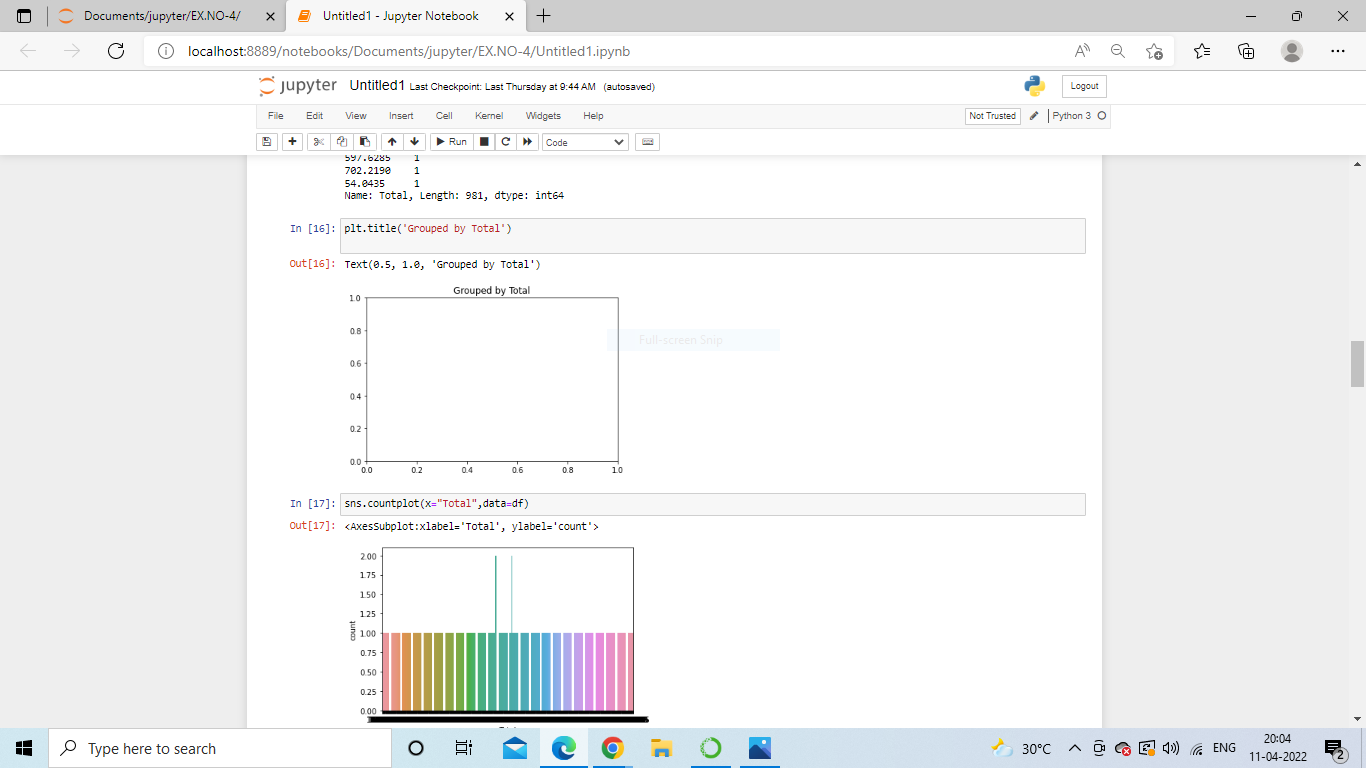 Documents/jupyter/EX.NO-4/
Untitled1 - Jupyter Notebook
localhost:8889/notebooks/Documents/jupyter/EX.NO-4/Untitled1.ipynb
jupyter Untitled1 Last Checkpoint: Last Thursday at 9:44 AM (autosaved)
Logout
File Edit View Insert Cell Kernel Widgets Help
Not Trusted
Python 3
Run
Code
597.6285 1
702.2190 1
54.0435 1
Name: Total, Length: 981, dtype: int64
In [16]: plt.title('Grouped by Total')
Out[16]: Text(0.5, 1.0, 'Grouped by Total')
Grouped by Total
1.0
0.8
0.6
0.4
0.2
0.0
0.0 0.2 0.4 0.6 0.8 1.0
Full-screen Snip
In [17]: sns.countplot(x="Total",data=df)
Out[17]: <AxesSubplot:xlabel='Total', ylabel='count'>
2.00
1.75
1.50
1.25
1.00
0.75
0.50
0.25
0.00
count
Type here to search
30°C
ENG
20:04
11-04-2022
2